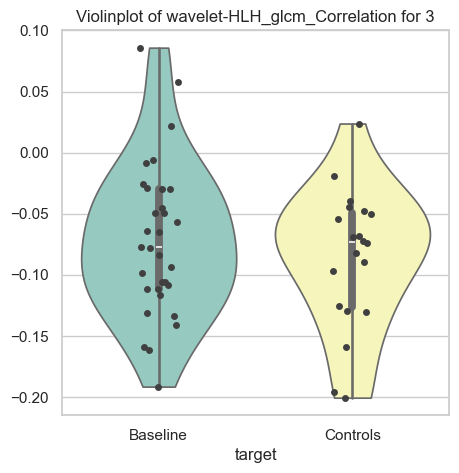 Violinplot of wavelet-HLH_glcm_Correlation for 3
0.10
0.05
0.00
−0.05
−0.10
−0.15
−0.20
Baseline
Controls
target